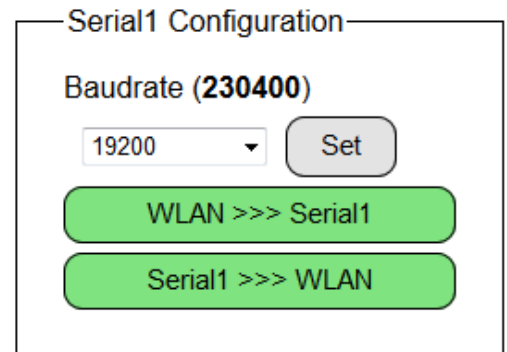 Serial1 Configuration
Baudrate (230400)
19200 Set
WLAN >>> Serial1
Serial1 >>> WLAN